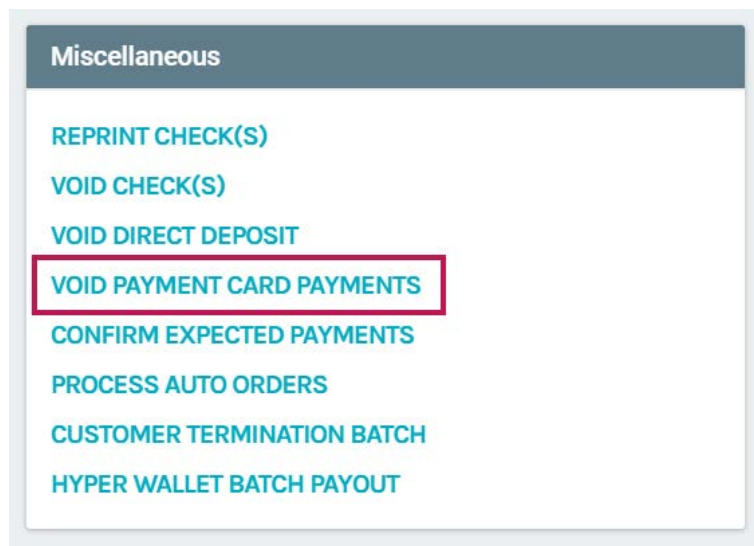 Miscellaneous
REPRINT CHECK(S)
VOID CHECK(S)
VOID DIRECT DEPOSIT
VOID PAYMENT CARD PAYMENTS
CONFIRM EXPECTED PAYMENTS
PROCESS AUTO ORDERS
CUSTOMER TERMINATION BATCH
HYPER WALLET BATCH PAYOUT